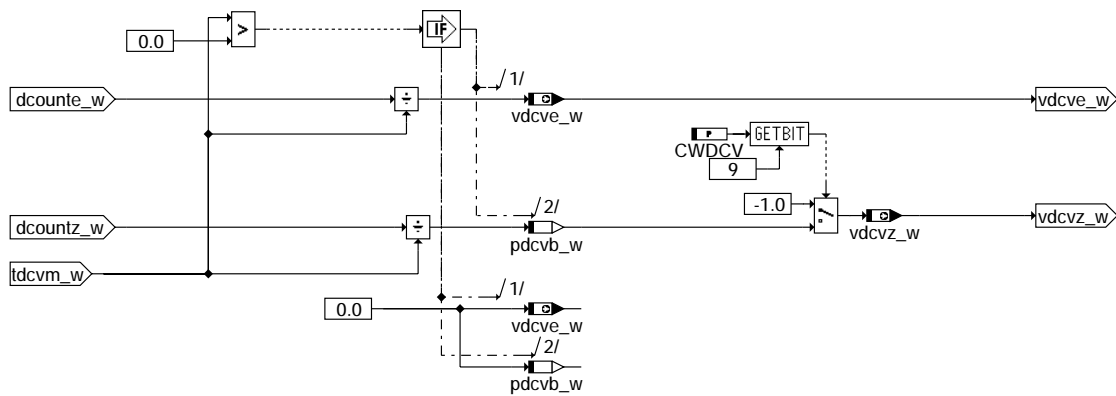 >
IF
0.0
/1/
dcounte_w
÷
vdcve_w
vdcve_w
P
GETBIT
CWDCV
9
-1.0
/2/
dcountz_w
÷
pdcvb_w
vdcvz_w
vdcvz_w
tdcvm_w
/1/
0.0
vdcve_w
/2/
pdcvb_w